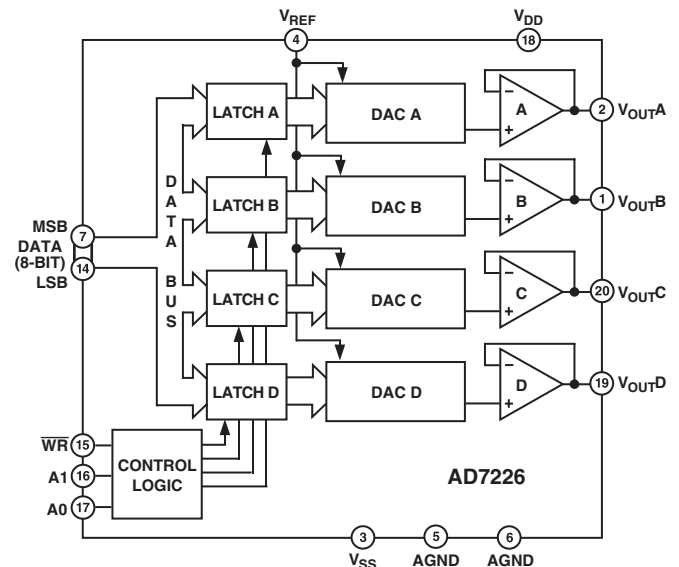 VREF
VDD
4
18
LATCH A
DAC A
A
−
+
2
VOUTA
LATCH B
DAC B
B
−
+
1
VOUTB
DATA BUS
MSB
7
DATA
(8-BIT)
14
LSB
LATCH C
DAC C
C
−
+
20
VOUTC
LATCH D
DAC D
D
−
+
19
VOUTD
WR
15
A1
16
A0
17
CONTROL
LOGIC
AD7226
3
5
6
VSS
AGND
AGND